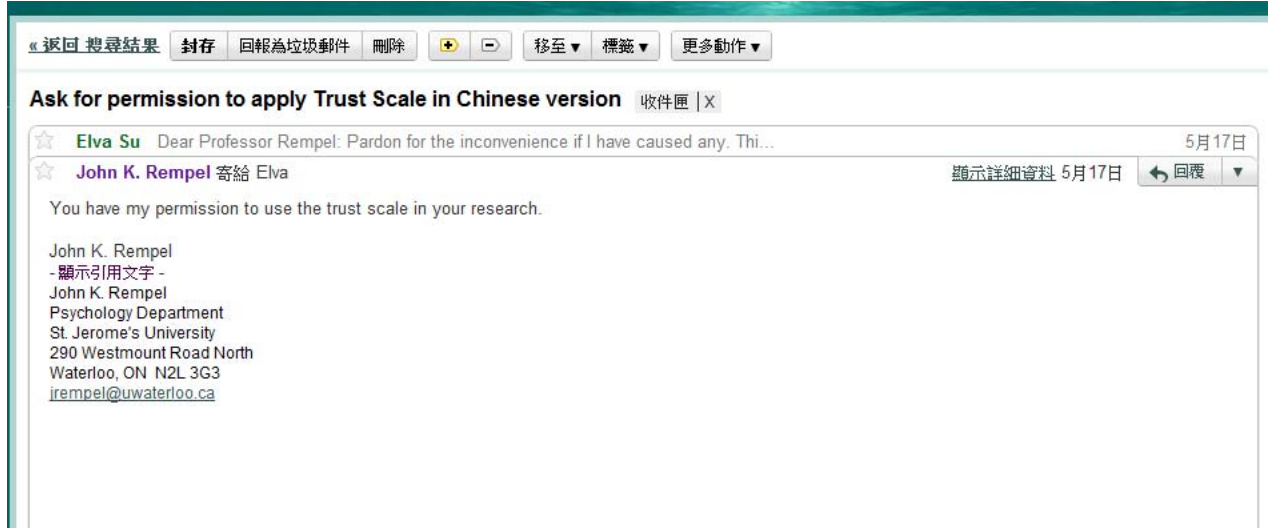 « 返回 搜尋結果 封存 回報為垃圾郵件 刪除 移至▼ 標籤▼ 更多動作▼
Ask for permission to apply Trust Scale in Chinese version 收件匣 | X
Elva Su Dear Professor Rempel: Pardon for the inconvenience if I have caused any. Thi... 5月17日
John K. Rempel 寄給 Elva 顯示詳細資料 5月17日 回覆 ▼
You have my permission to use the trust scale in your research.
John K. Rempel
- 顯示引用文字 -
John K. Rempel
Psychology Department
St. Jerome's University
290 Westmount Road North
Waterloo, ON N2L 3G3
jrempel@uwaterloo.ca